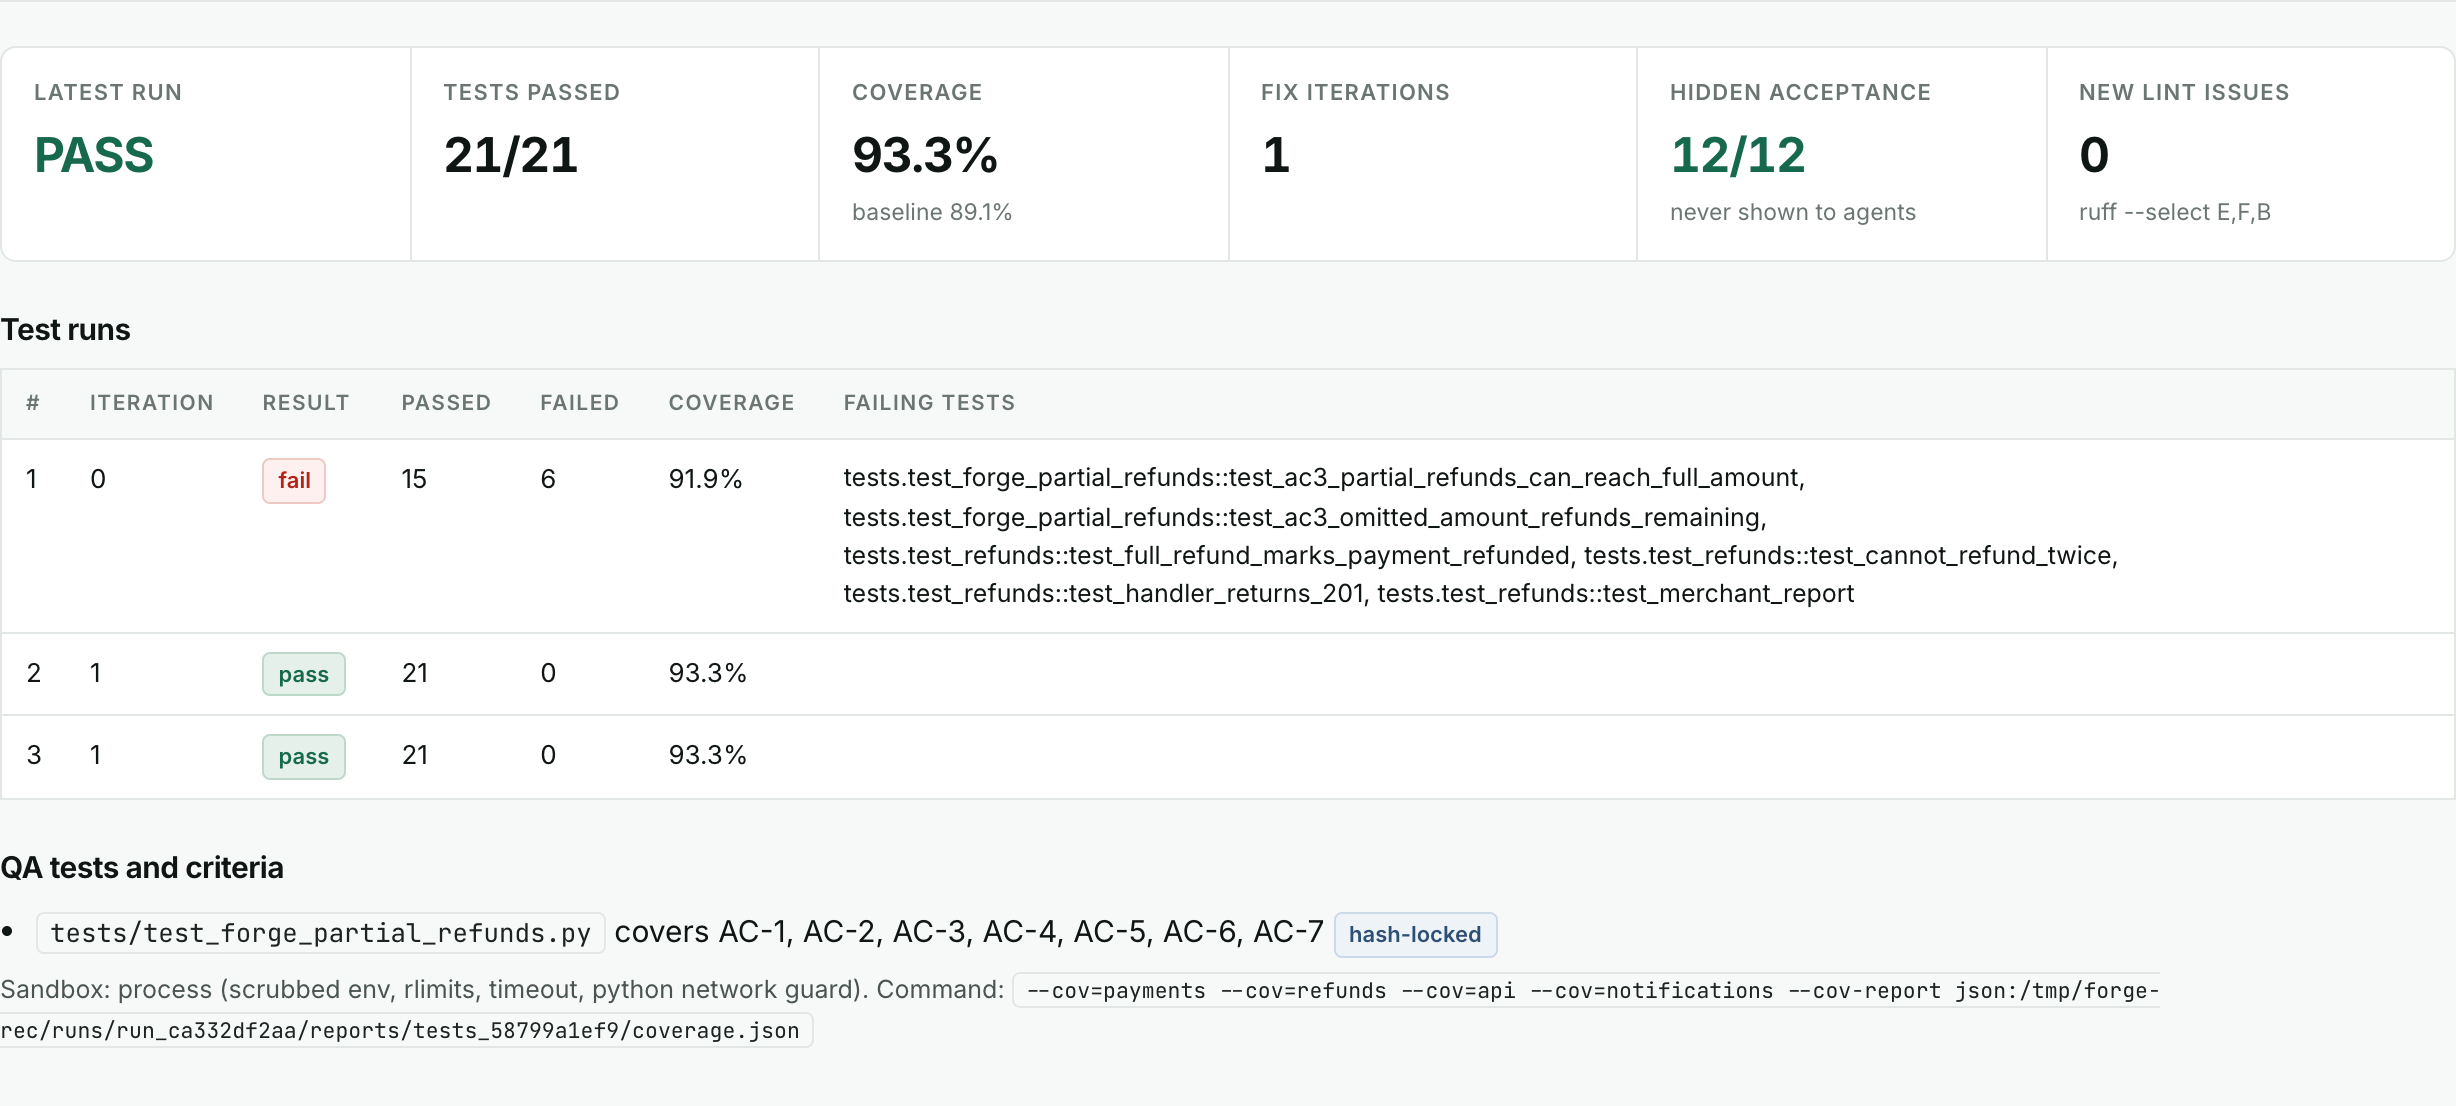 LATEST RUN
PASS
TESTS PASSED
21/21
COVERAGE
93.3%
baseline 89.1%
FIX ITERATIONS
1
HIDDEN ACCEPTANCE
12/12
never shown to agents
NEW LINT ISSUES
0
ruff --select E,F,B
Test runs
# ITERATION RESULT PASSED FAILED COVERAGE FAILING TESTS
1 0 fail 15 6 91.9% tests.test_forge_partial_refunds::test_ac3_partial_refunds_can_reach_full_amount,
tests.test_forge_partial_refunds::test_ac3_omitted_amount_refunds_remaining,
tests.test_refunds::test_full_refund_marks_payment_refunded, tests.test_refunds::test_cannot_refund_twice,
tests.test_refunds::test_handler_returns_201, tests.test_refunds::test_merchant_report
2 1 pass 21 0 93.3%
3 1 pass 21 0 93.3%
QA tests and criteria
• tests/test_forge_partial_refunds.py covers AC-1, AC-2, AC-3, AC-4, AC-5, AC-6, AC-7 hash-locked
Sandbox: process (scrubbed env, rlimits, timeout, python network guard). Command: --cov=payments --cov=refunds --cov=api --cov=notifications --cov-report json:/tmp/forge-
rec/runs/run_ca332df2aa/reports/tests_58799a1ef9/coverage.json